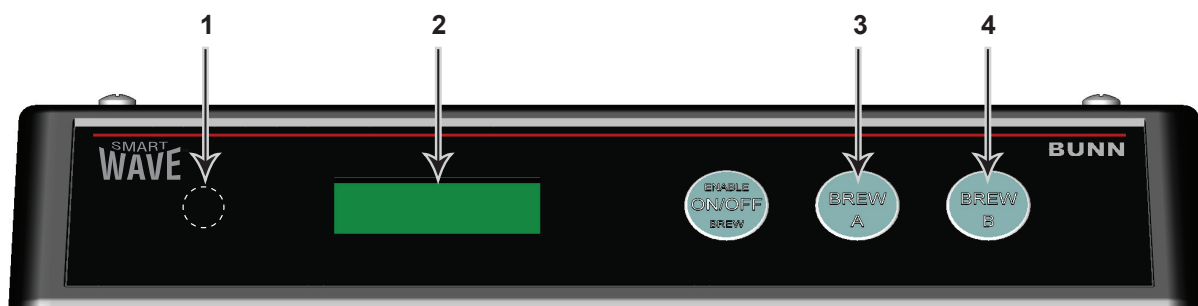 1 2 3 4
SMART
WAVE
BUNN
ENABLE
ON/OFF
BREW
BREW
A
BREW
B